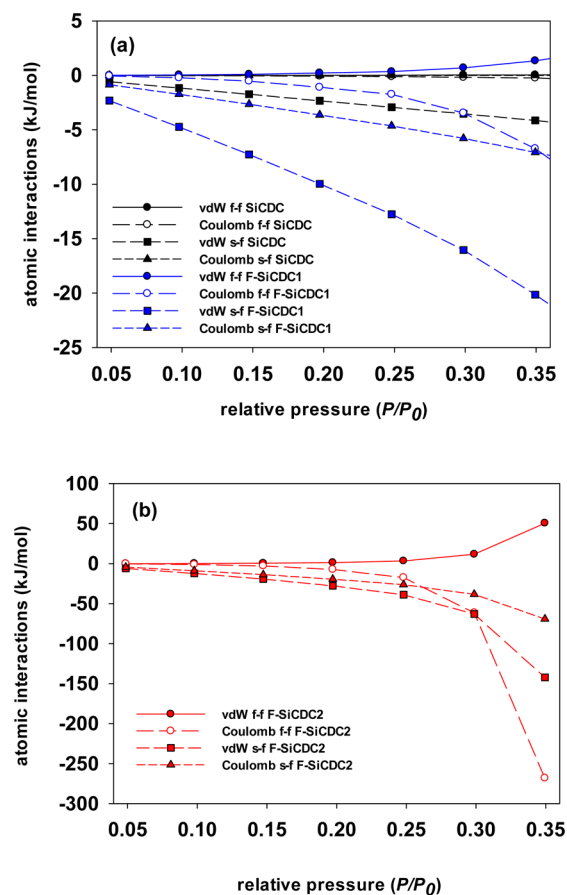 (a)
atomic interactions (kJ/mol)
5
0
-5
-10
-15
-20
-25
vdW f-f SiCDC
Coulomb f-f SiCDC
vdW s-f SiCDC
Coulomb s-f SiCDC
vdW f-f F-SiCDC1
Coulomb f-f F-SiCDC1
vdW s-f F-SiCDC1
Coulomb s-f F-SiCDC1
0.05 0.10 0.15 0.20 0.25 0.30 0.35
relative pressure (P/P0)
(b)
atomic interactions (kJ/mol)
100
50
0
-50
-100
-150
-200
-250
-300
vdW f-f F-SiCDC2
Coulomb f-f F-SiCDC2
vdW s-f F-SiCDC2
Coulomb s-f F-SiCDC2
0.05 0.10 0.15 0.20 0.25 0.30 0.35
relative pressure (P/P0)